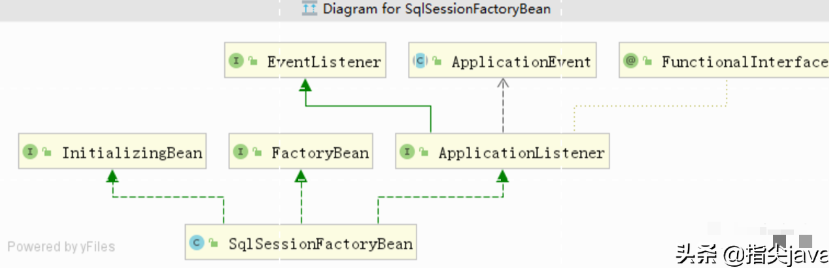 Diagram for SqlSessionFactoryBean
I EventListener
C ApplicationEvent
@ FunctionalInterface
I InitializingBean
I FactoryBean
I ApplicationListener
C SqlSessionFactoryBean
Powered by yFiles
头条 @指尖java